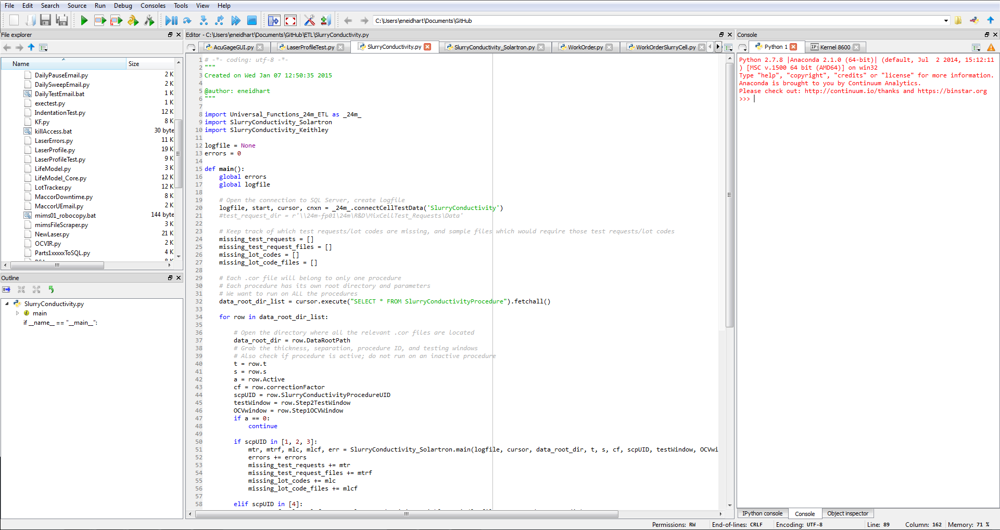 File Edit Search Source Run Debug Consoles Tools View Help
C:\Users\eneidhart\Documents\GitHub
File explorer
Name Size
DailyPauseEmail.py 2 K
DailySweepEmail.py 2 K
DailyTestEmail.bat 1 K
exectest.py 1 K
IndentationTest.py 12 K
KF.py 8 K
killAccess.bat 30 byte
LaserErrors.py 11 K
LaserProfile.py 19 K
LaserProfileTest.py 9 K
LifeModel.py 3 K
LifeModel_Core.py 12 K
LotTracker.py 12 K
MaccorDowntime.py 8 K
MaccorUEmail.py 2 K
mims01_robocopy.bat 144 byte
mimsFileScraper.py 3 K
NewLaser.py 21 K
OCVIR.py 2 K
Parts1xxxxxToSQL.py 4 K
Outline
SlurryConductivity.py
main
if __name__ == "__main__":
Editor - C:\Users\eneidhart\Documents\GitHub\ETL\SlurryConductivity.py
AcuGageGUI.py LaserProfileTest.py SlurryConductivity.py SlurryConductivity_Solartron.py WorkOrder.py WorkOrderSlurryCell.py
1 # -*- coding: utf-8 -*-
2 """
3 Created on Wed Jan 07 12:50:35 2015
4
5 @author: eneidhart
6 """
7
8 import Universal_Functions_24m_ETL as _24m_
9 import SlurryConductivity_Solartron
10 import SlurryConductivity_Keithley
11
12 logfile = None
13 errors = 0
14
15 def main():
16 global errors
17 global logfile
18
19 # Open the connection to SQL Server, create logfile
20 logfile, start, cursor, cnxn = _24m_.connectCellTestData('SlurryConductivity')
21 #test_request_dir = r'\\24m-fp01\24m\R&D\MixCellTest_Requests\Data'
22
23 # Keep track of which test requests/lot codes are missing, and sample files which would require those test requests/lot codes
24 missing_test_requests = []
25 missing_test_request_files = []
26 missing_lot_codes = []
27 missing_lot_code_files = []
28
29 # Each .cor file will belong to only one procedure
30 # Each procedure has its own root directory and parameters
31 # We want to run on ALL the procedures
32 data_root_dir_list = cursor.execute("SELECT * FROM SlurryConductivityProcedure").fetchall()
33
34 for row in data_root_dir_list:
35
36 # Open the directory where all the relevant .cor files are located
37 data_root_dir = row.DataRootPath
38 # Grab the thickness, separation, procedure ID, and testing windows
39 # Also check if procedure is active; do not run on an inactive procedure
40 t = row.t
41 s = row.s
42 a = row.Active
43 cf = row.correctionFactor
44 scpUID = row.SlurryConductivityProcedureUID
45 testWindow = row.Step2TestWindow
46 OCVwindow = row.Step1OCVWindow
47 if a == 0:
48 continue
49
50 if scpUID in [1, 2, 3]:
51 mtr, mtrf, mlc, mlcf, err = SlurryConductivity_Solartron.main(logfile, cursor, data_root_dir, t, s, cf, scpUID, testWindow, OCVwi
52 errors += errors
53 missing_test_requests += mtr
54 missing_test_request_files += mtrf
55 missing_lot_codes += mlc
56 missing_lot_code_files += mlcf
57
58 elif scpUID in [4]:
Console
Python 1 IP: Kernel 8600
Python 2.7.8 |Anaconda 2.1.0 (64-bit)| (default, Jul  2 2014, 15:12:11
) [MSC v.1500 64 bit (AMD64)] on win32
Type "help", "copyright", "credits" or "license" for more information.
Anaconda is brought to you by Continuum Analytics.
Please check out: http://continuum.io/thanks and https://binstar.org
>>>
IPython console Console Object inspector
Permissions: RW End-of-lines: CRLF Encoding: UTF-8 Line: 89 Column: 162 Memory: 71 %